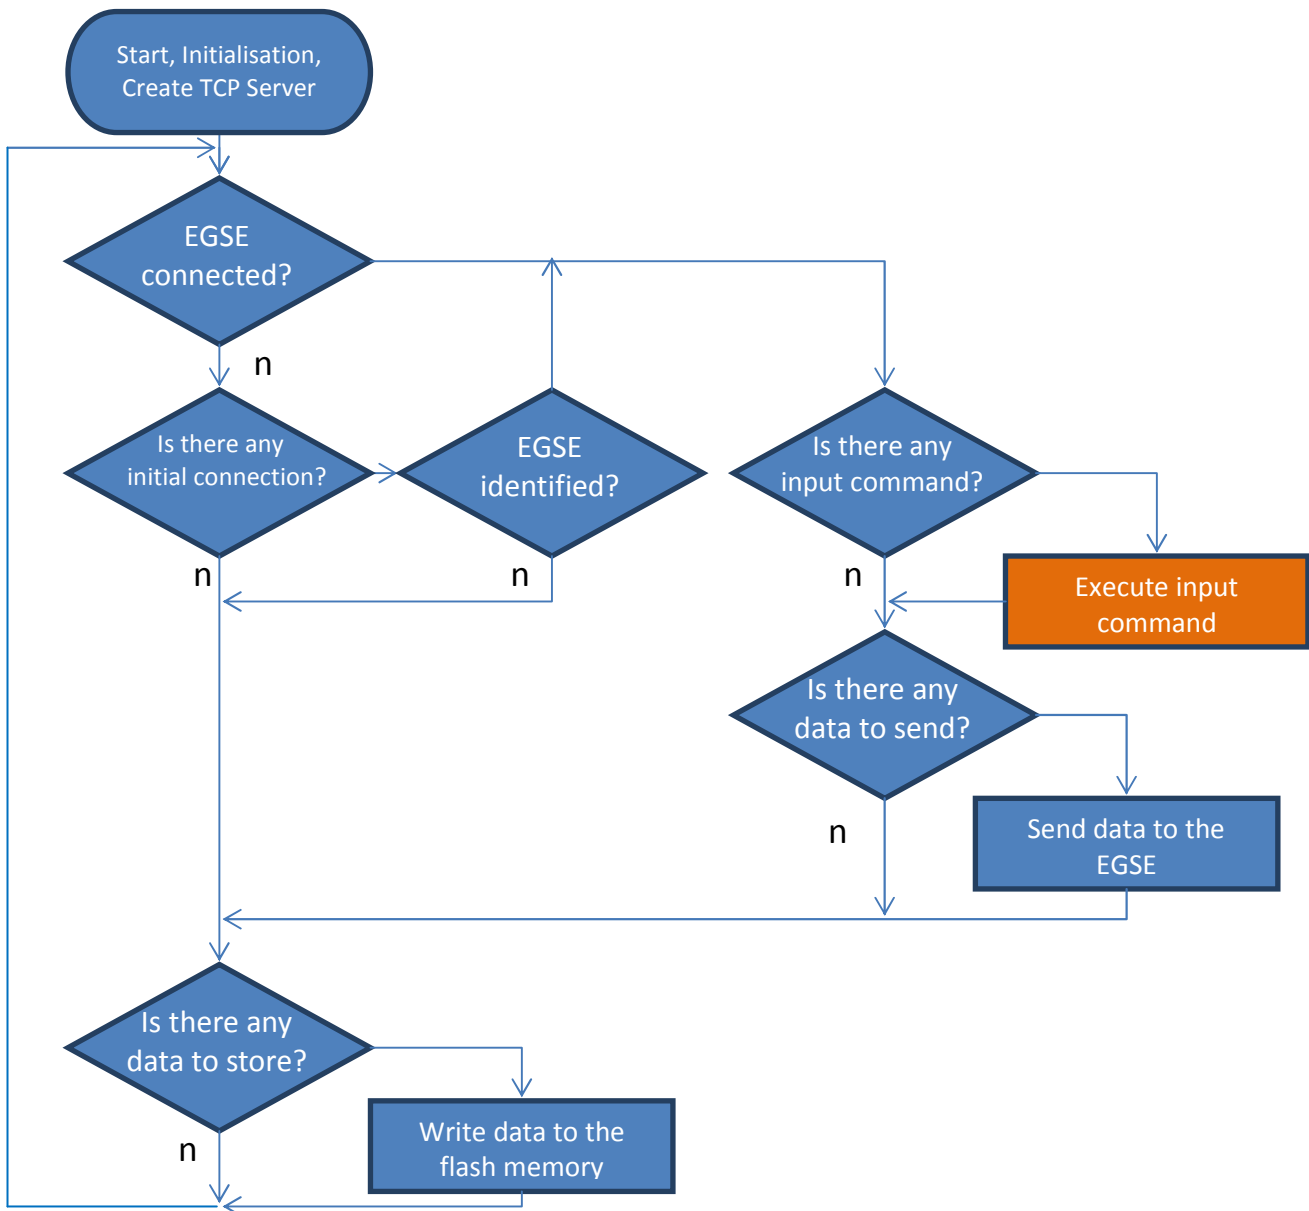 Start, Initialisation,
Create TCP Server
EGSE
connected?
n
Is there any
initial connection?
EGSE
identified?
Is there any
input command?
n
n
n
Execute input
command
Is there any
data to send?
n
Send data to the
EGSE
Is there any
data to store?
n
Write data to the
flash memory